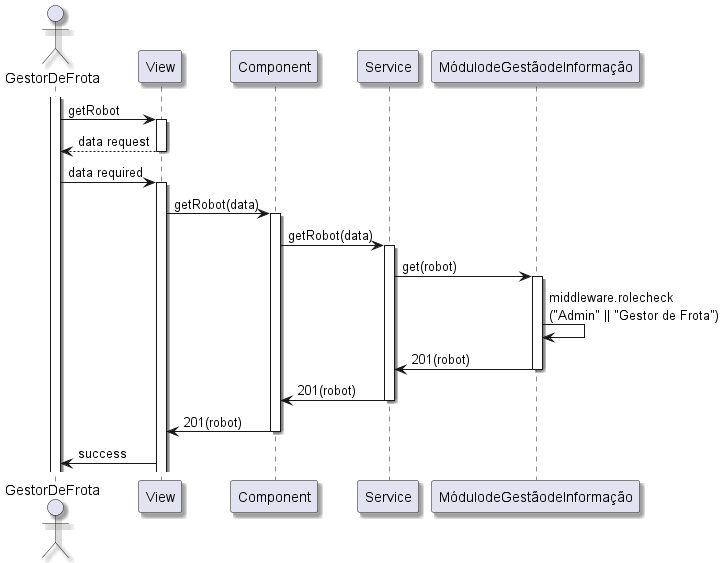 GestorDeFrota
View
Component
Service
MódulodeGestãodeInformação
getRobot
data request
data required
getRobot(data)
getRobot(data)
get(robot)
middleware.rolecheck
("Admin" || "Gestor de Frota")
201(robot)
201(robot)
201(robot)
success
GestorDeFrota
View
Component
Service
MódulodeGestãodeInformação